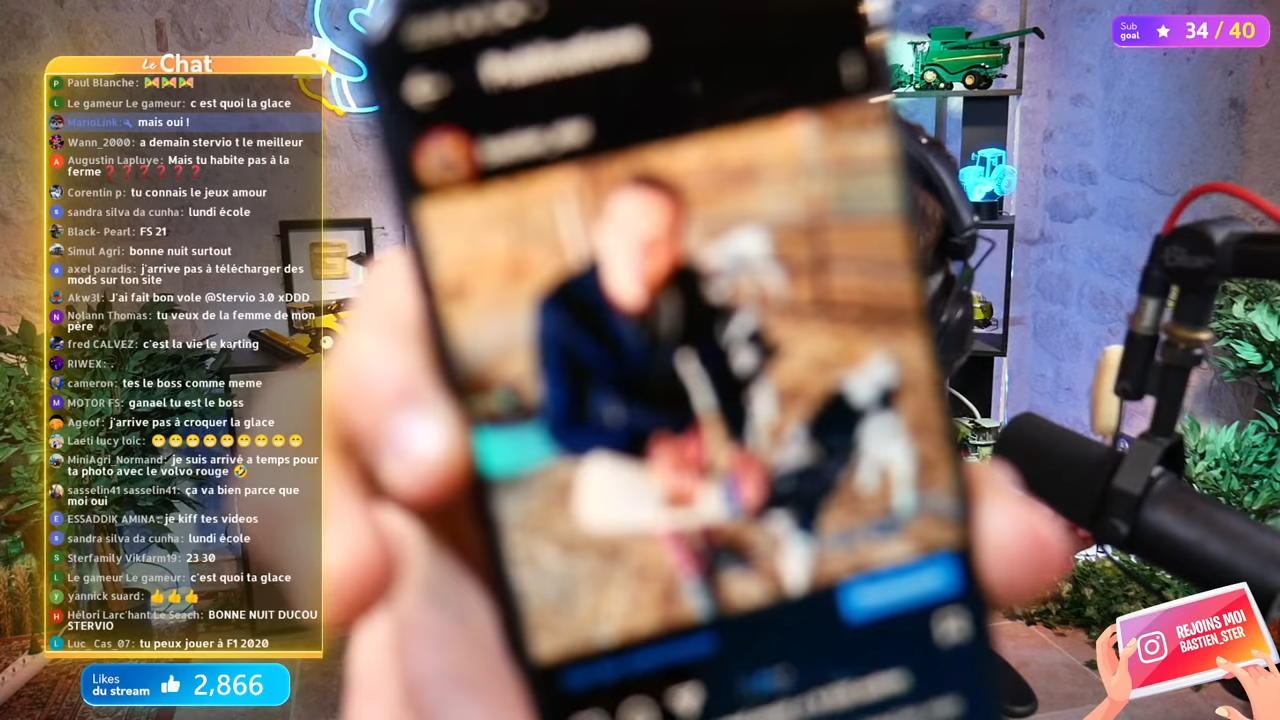 Sub
goal
34 / 40
Le Chat
Paul Blanche:
Le gameur Le gameur: c est quoi la glace
MarioLink: mais oui !
Wann_2000: a demain stervio t le meilleur
Augustin Lapluye: Mais tu habite pas à la
ferme ❓❓❓❓❓❓
Corentin p: tu connais le jeux amour
sandra silva da cunha: lundi école
Black- Pearl: FS 21
Simul Agri: bonne nuit surtout
axel paradis: j'arrive pas à télécharger des
mods sur ton site
Akw3l: J'ai fait bon vole @Stervio 3.0 xDDD
Nolann Thomas: tu veux de la femme de mon
père
fred CALVEZ: c'est la vie le karting
RIWEX: .
cameron: tes le boss comme meme
MOTOR FS: ganael tu est le boss
Ageof: j'arrive pas à croquer la glace
Laeti lucy loic: 😁😁😁😁😁😁😁😁😁
MiniAgri_Normand: je suis arrivé a temps pour
ta photo avec le volvo rouge 🤣
sasselin41 sasselin41: ça va bien parce que
moi oui
ESSADDIK AMINA: je kiff tes videos
sandra silva da cunha: lundi école
Sterfamily Vikfarm19: 23 30
Le gameur Le gameur: c'est quoi ta glace
yannick suard: 👍👍👍
Hélori Larc'hant Le Seach: BONNE NUIT DUCOU
STERVIO
Luc_Cas_07: tu peux jouer à F1 2020
Likes
du stream
2,866
REJOINS MOI
BASTIEN_STER